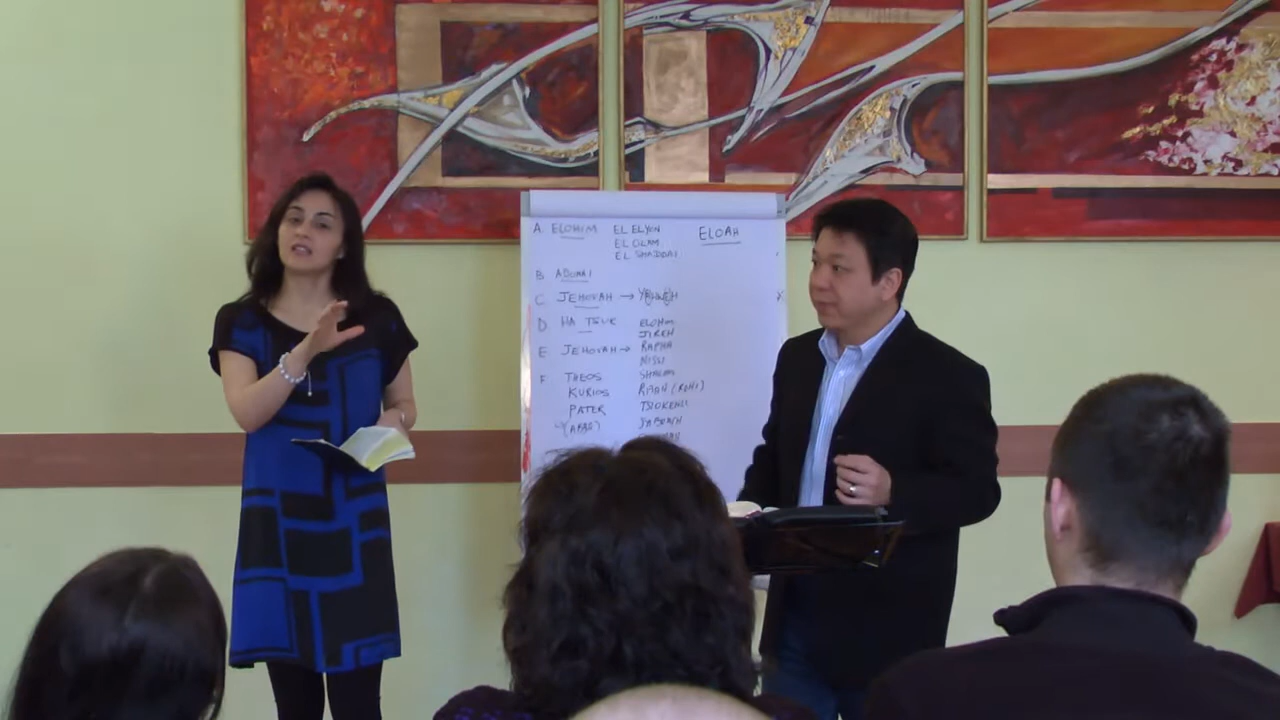 A. ELOHIM EL ELYON ELOAH
EL OLAM
EL SHADDAI
B. ADONAI
C. JEHOVAH → YAHWEH
D. HA TSUR ELOHIM
JIREH
E. JEHOVAH → RAPHA
NISSI
F. THEOS SHALOM
KURIOS ROHI)
PATER TSIDKENU
(ABBA)